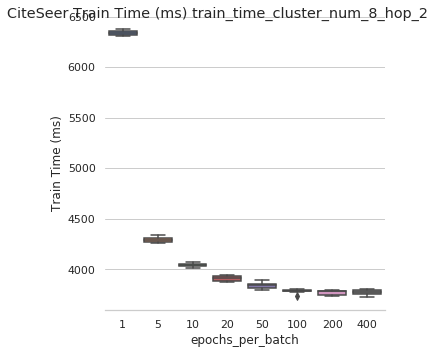 CiteSeer Train Time (ms) train_time_cluster_num_8_hop_2
6500
6000
5500
5000
4500
4000
Train Time (ms)
1 5 10 20 50 100 200 400
epochs_per_batch